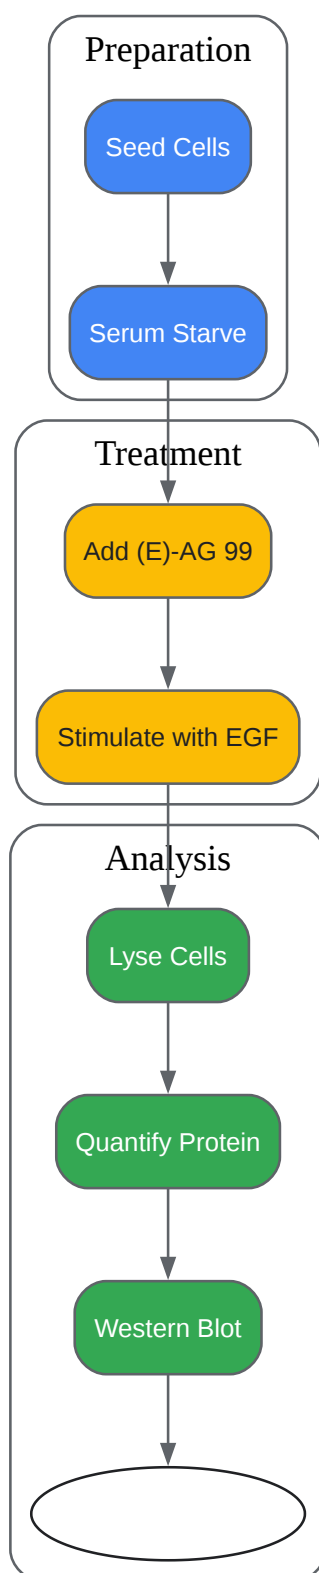 Preparation
Seed Cells
Serum Starve
Treatment
Add (E)-AG 99
Stimulate with EGF
Analysis
Lyse Cells
Quantify Protein
Western Blot